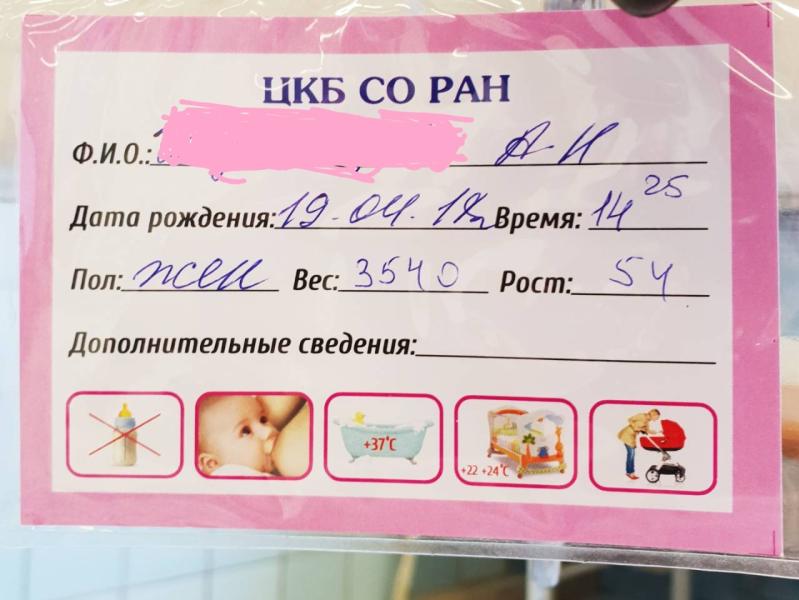 ЦКБ СО РАН
Ф.И.О.: А Н
Дата рождения: 19.04.18г Время: 14 25
Пол: жен Вес: 3540 Рост: 54
Дополнительные сведения:
+37°С
+22 +24°С